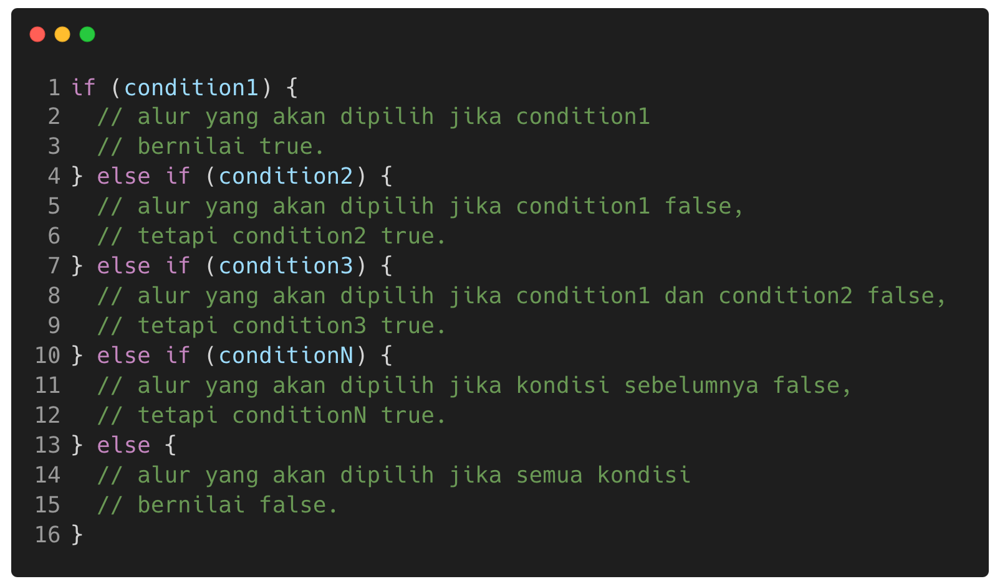 1 if (condition1) {
2   // alur yang akan dipilih jika condition1
3   // bernilai true.
4 } else if (condition2) {
5   // alur yang akan dipilih jika condition1 false,
6   // tetapi condition2 true.
7 } else if (condition3) {
8   // alur yang akan dipilih jika condition1 dan condition2 false,
9   // tetapi condition3 true.
10 } else if (conditionN) {
11   // alur yang akan dipilih jika kondisi sebelumnya false,
12   // tetapi conditionN true.
13 } else {
14   // alur yang akan dipilih jika semua kondisi
15   // bernilai false.
16 }